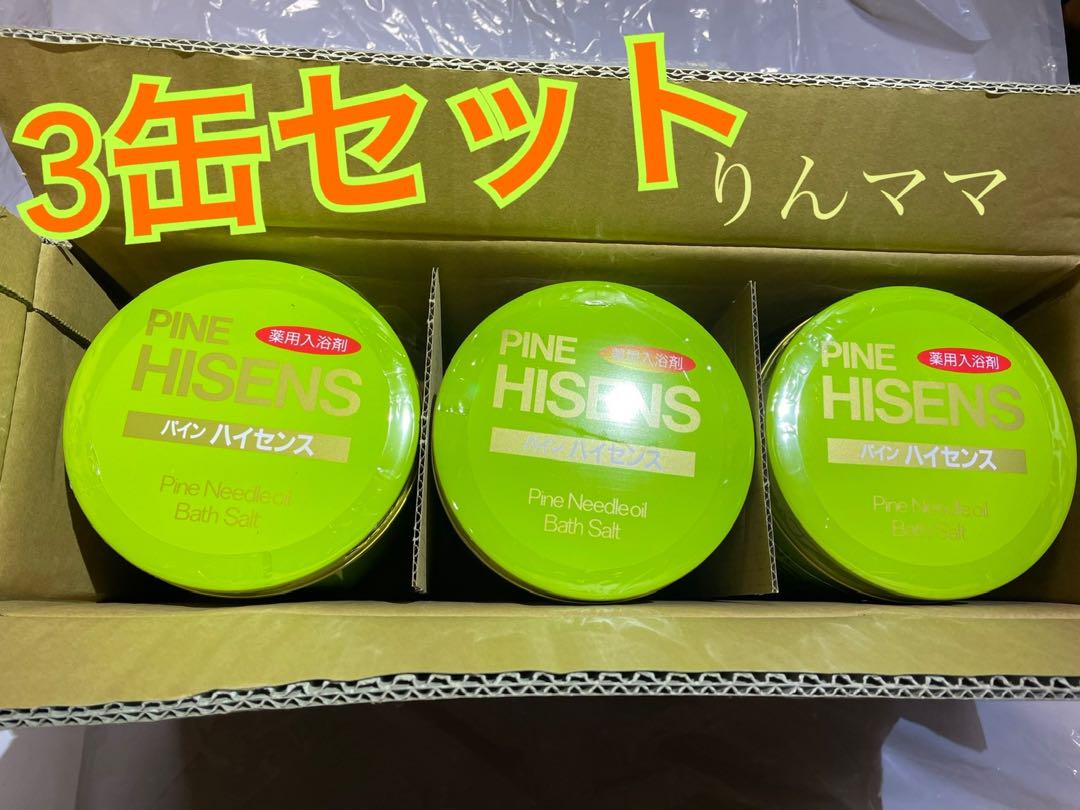 3缶セット
りんママ
PINE
薬用入浴剤
HISENS
パイン ハイセンス
Pine Needle oil
Bath Salt
PINE
薬用入浴剤
HISENS
パイン ハイセンス
Pine Needle oil
Bath Salt
PINE
薬用入浴剤
HISENS
パイン ハイセンス
Pine Needle oil
Bath Salt